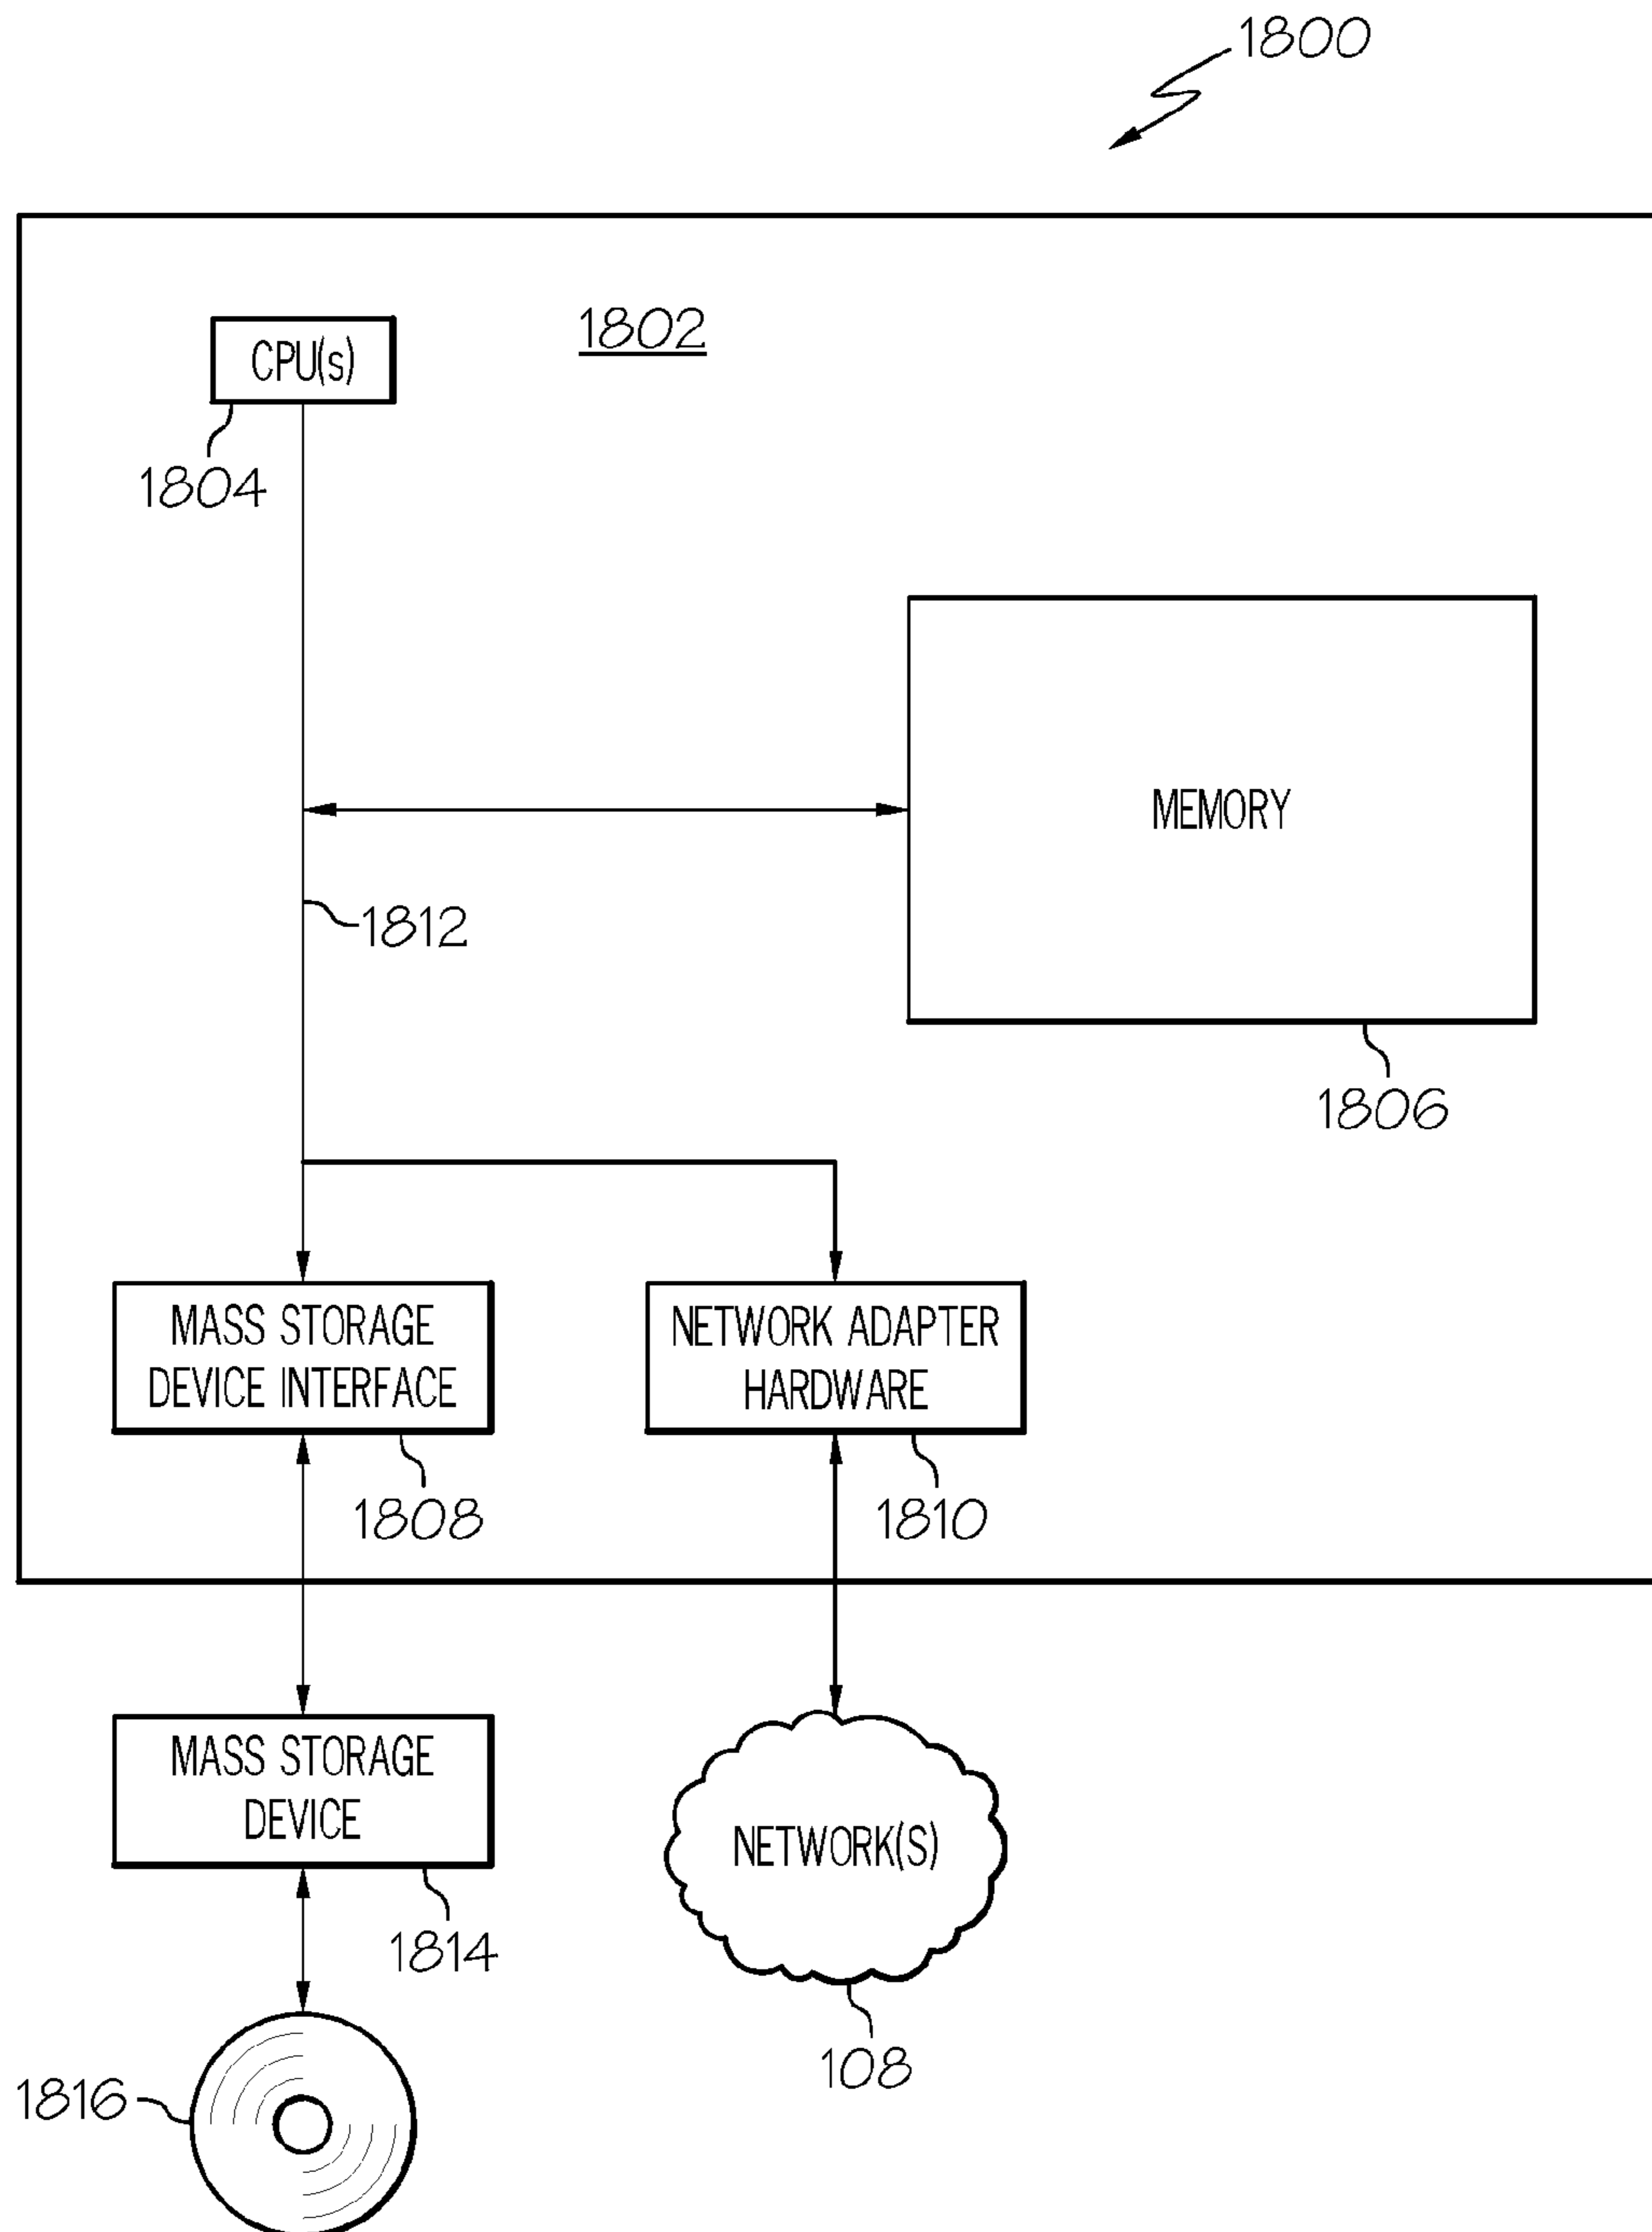 1800
1802
CPU(s)
1804
MEMORY
1812
1806
MASS STORAGE
DEVICE INTERFACE
NETWORK ADAPTER
HARDWARE
1808
1810
MASS STORAGE
DEVICE
NETWORK(S)
1814
108
1816